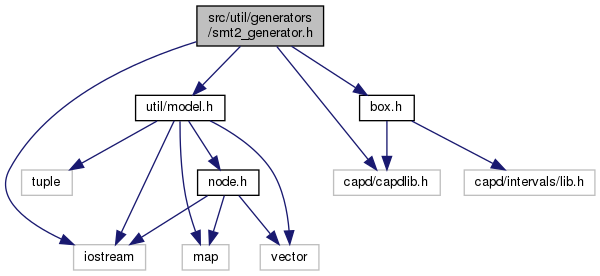 src/util/generators
/smt2_generator.h
util/model.h
box.h
tuple
node.h
capd/capdlib.h
capd/intervals/lib.h
iostream
map
vector